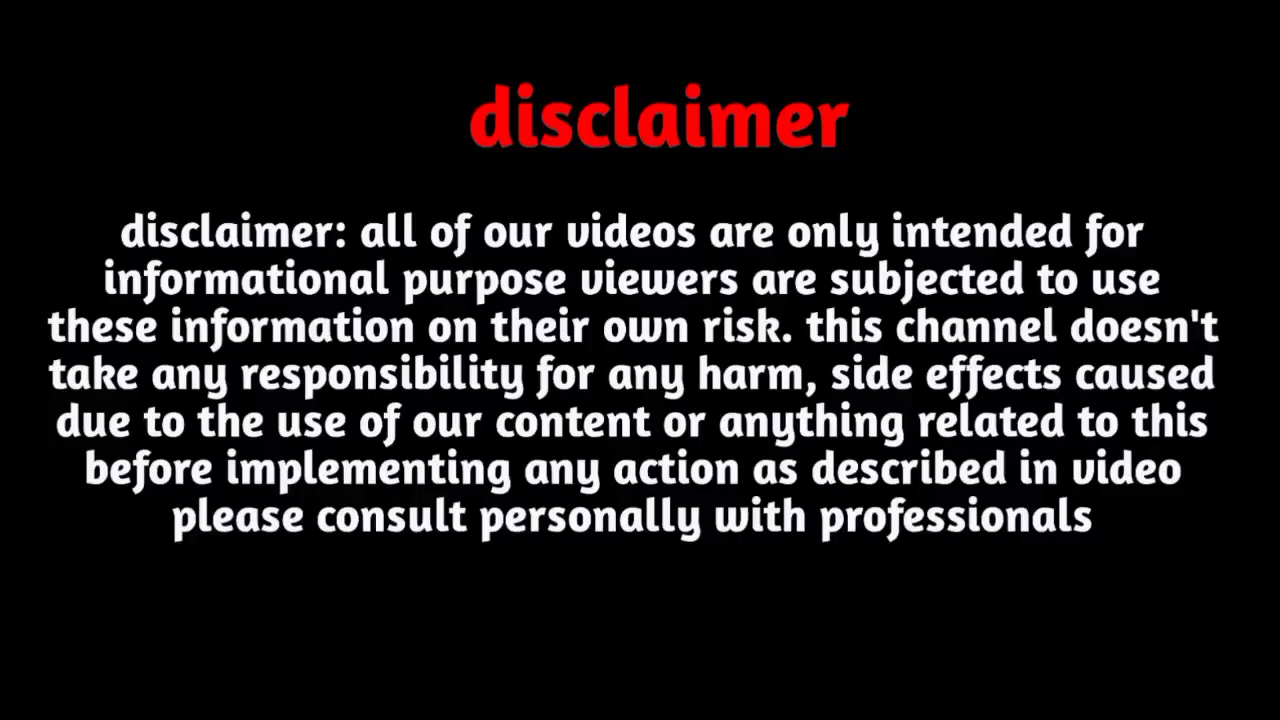 disclaimer
disclaimer: all of our videos are only intended for
informational purpose viewers are subjected to use
these information on their own risk. this channel doesn't
take any responsibility for any harm, side effects caused
due to the use of our content or anything related to this
before implementing any action as described in video
please consult personally with professionals